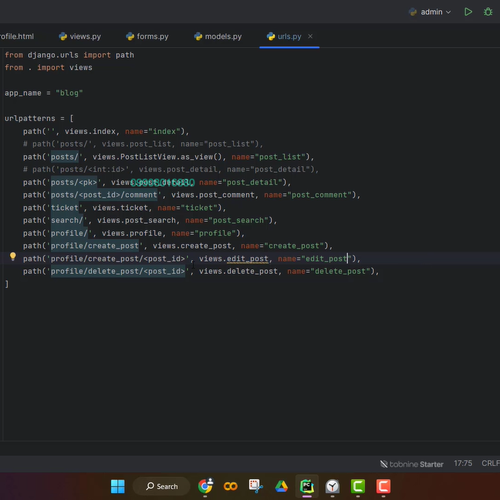 admin
rofile.html
views.py
forms.py
models.py
urls.py
from django.urls import path
from . import views
app_name = "blog"
urlpatterns = [
path('', views.index, name="index"),
# path('posts/', views.post_list, name="post_list"),
path('posts/', views.PostListView.as_view(), name="post_list"),
# path('posts/<int:id>', views.post_detail, name="post_detail"),
path('posts/<pk>', views name="post_detail"),
path('posts/<post_id>/comment', views.post_comment, name="post_comment"),
path('ticket', views.ticket, name="ticket"),
path('search/', views.post_search, name="post_search"),
path('profile/', views.profile, name="profile"),
path('profile/create_post', views.create_post, name="create_post"),
path('profile/create_post/<post_id>', views.edit_post, name="edit_post"),
path('profile/delete_post/<post_id>', views.delete_post, name="delete_post"),
]
tabnine Starter 17:75 CRLF
Search